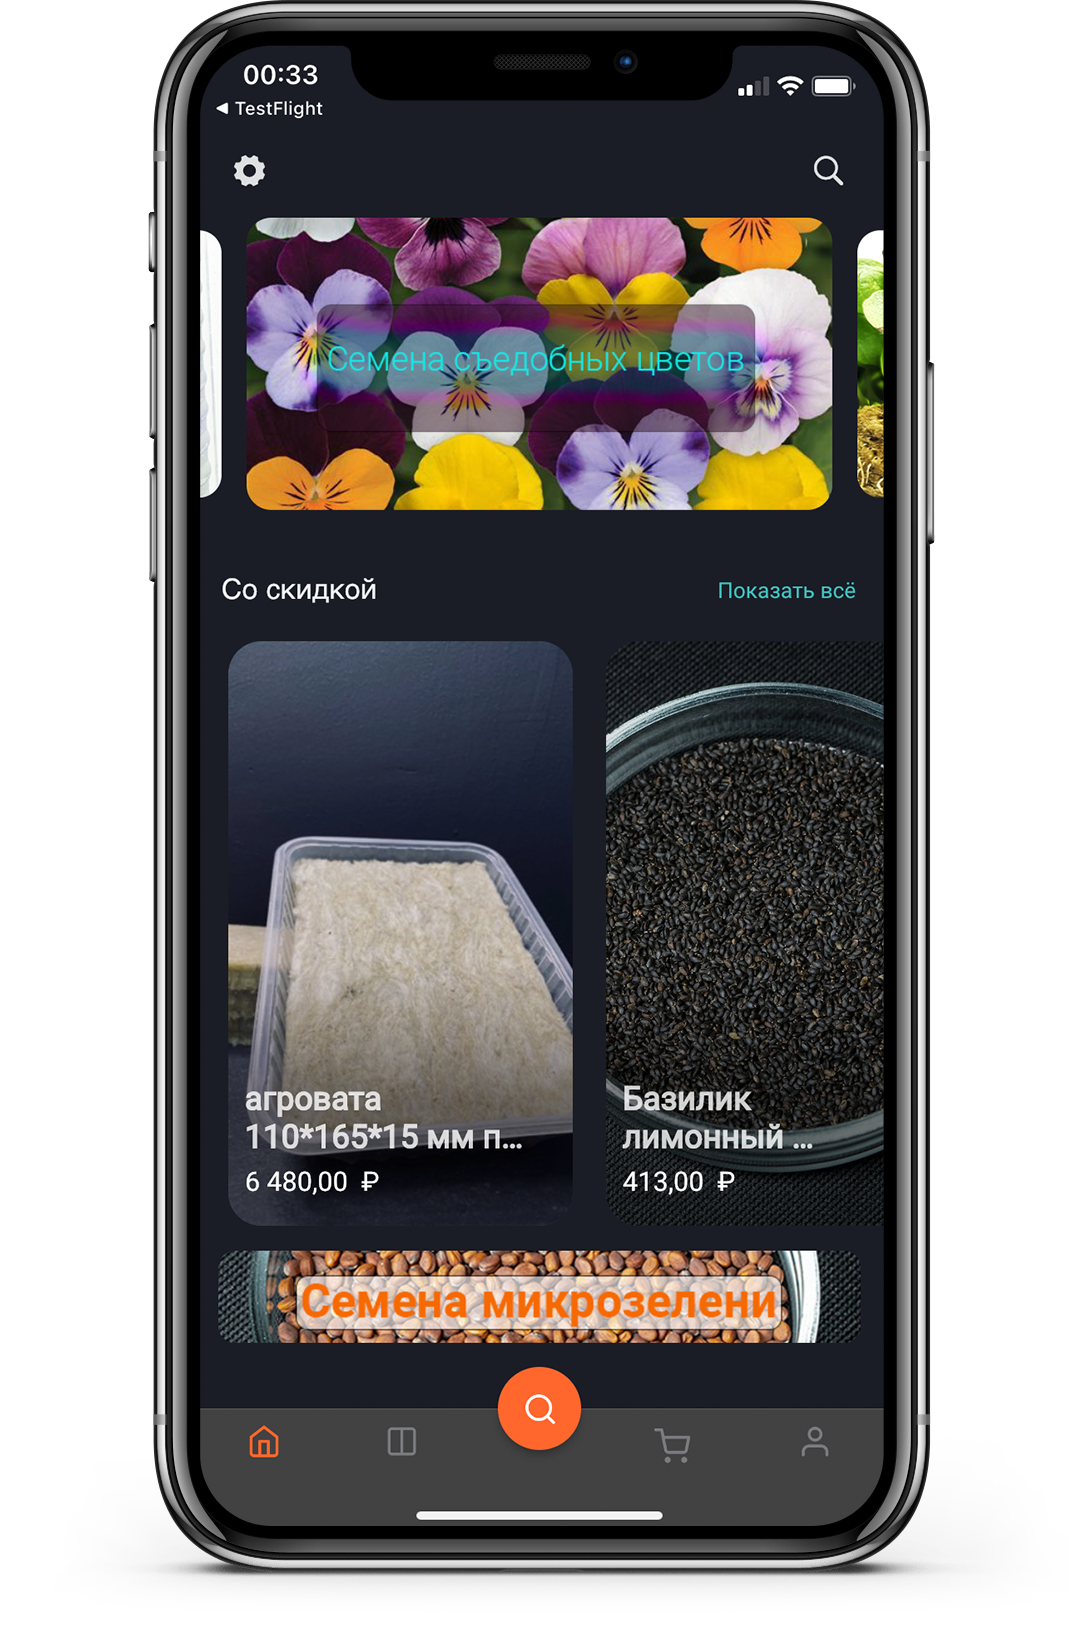 00:33
◀ TestFlight
Семена съедобных цветов
Со скидкой
Показать всё
агровата
110*165*15 мм п...
6 480,00 ₽
Базилик
лимонный ...
413,00 ₽
Семена микрозелени